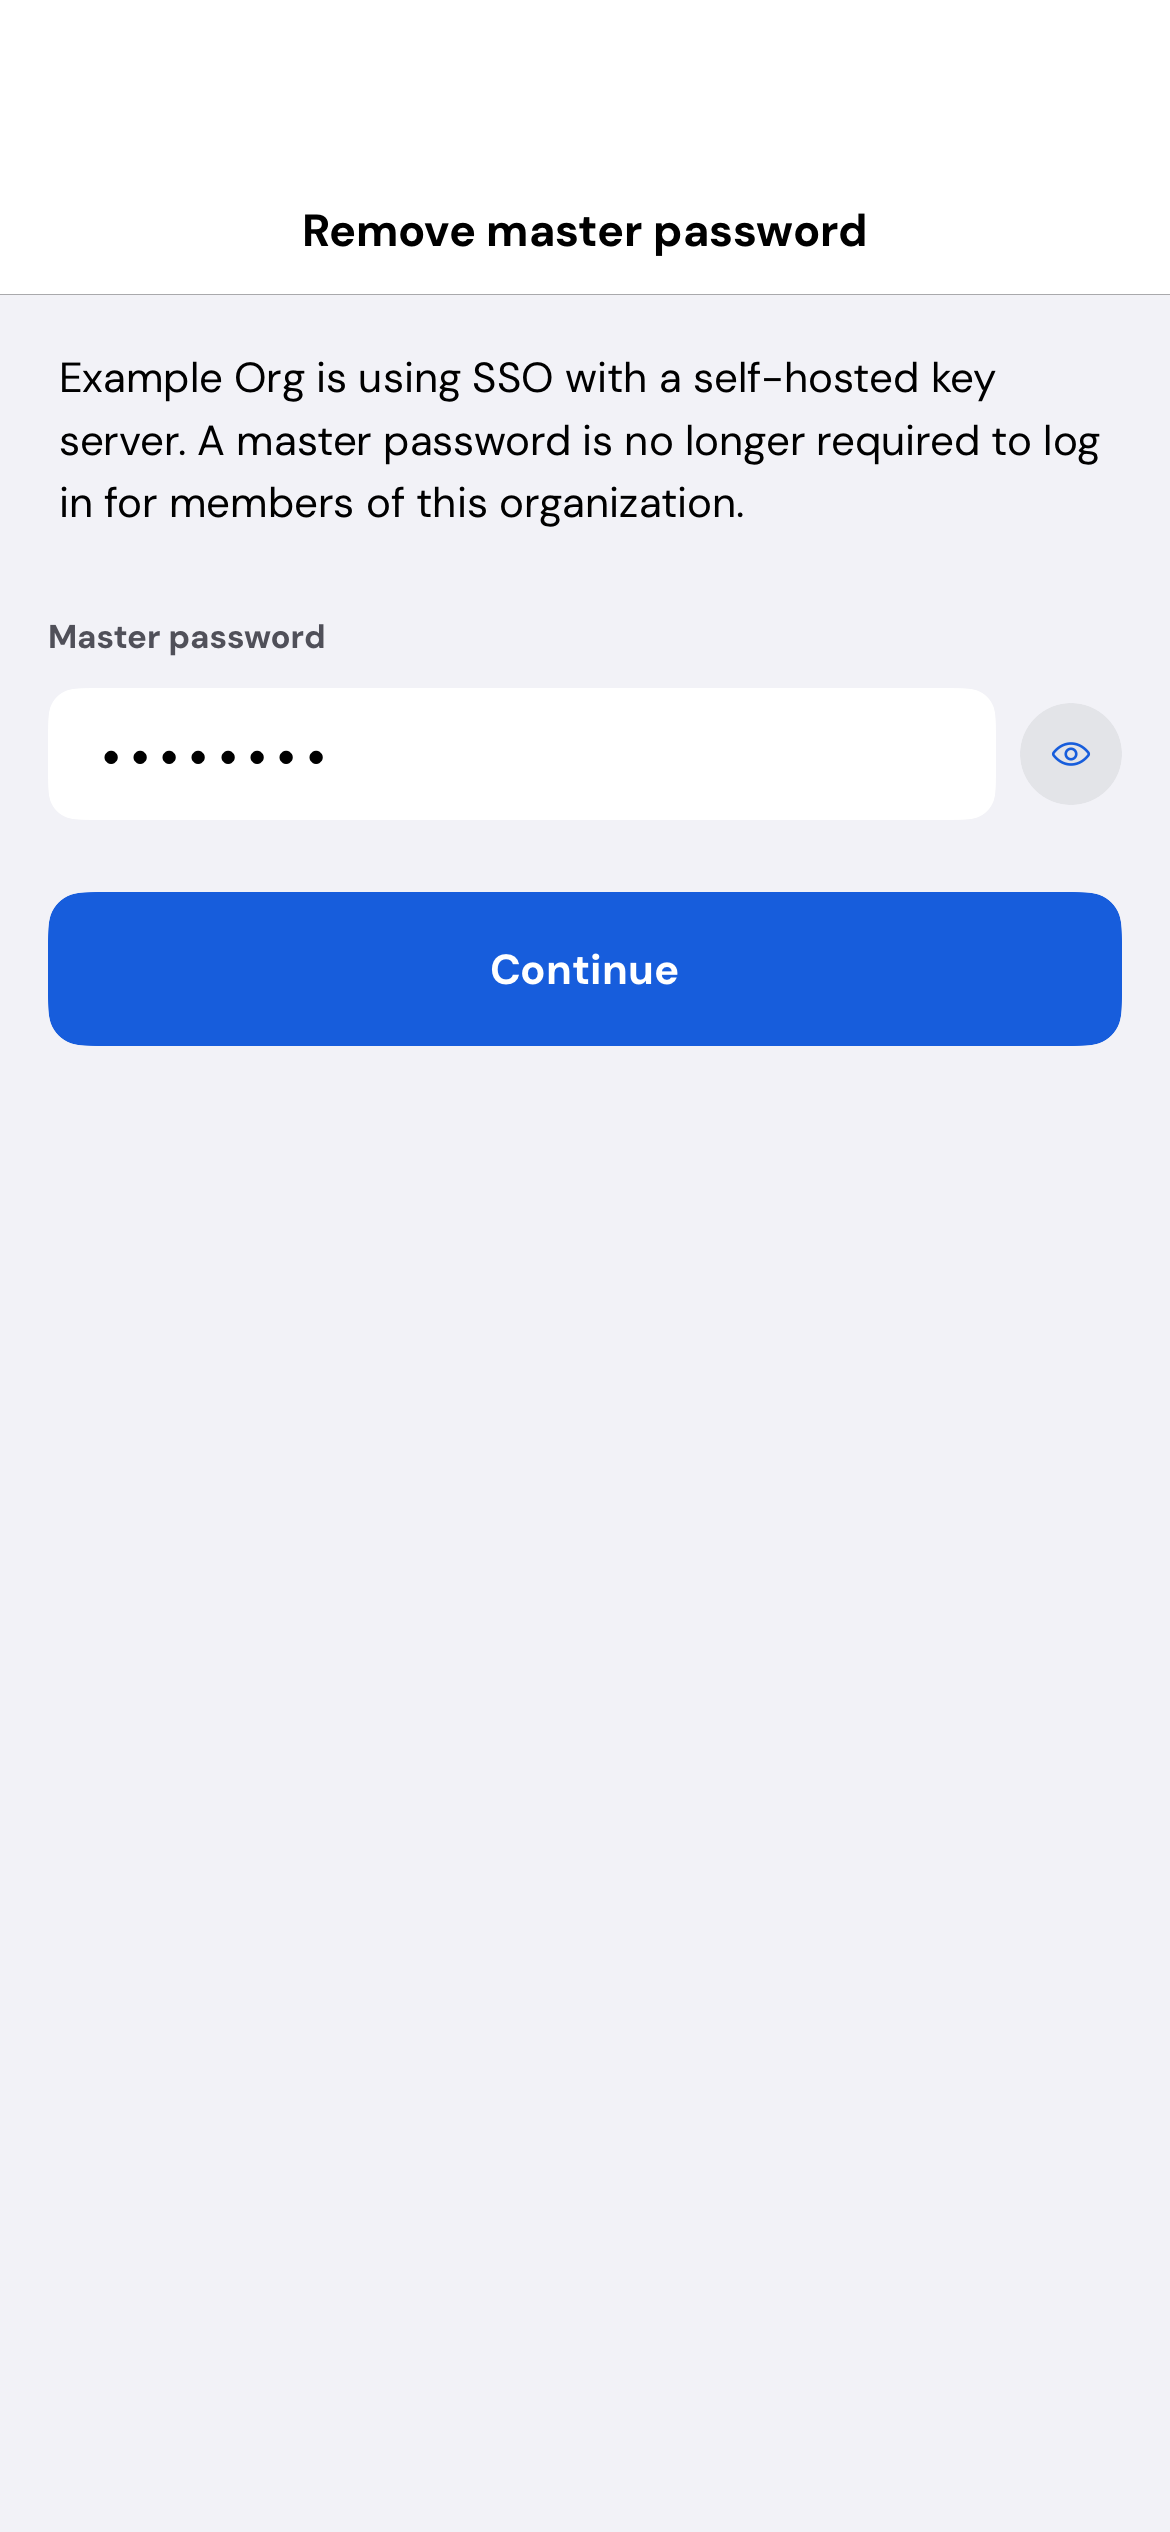 Remove master password
Example Org is using SSO with a self-hosted key
server. A master password is no longer required to log
in for members of this organization.
Master password
••••••••
Continue